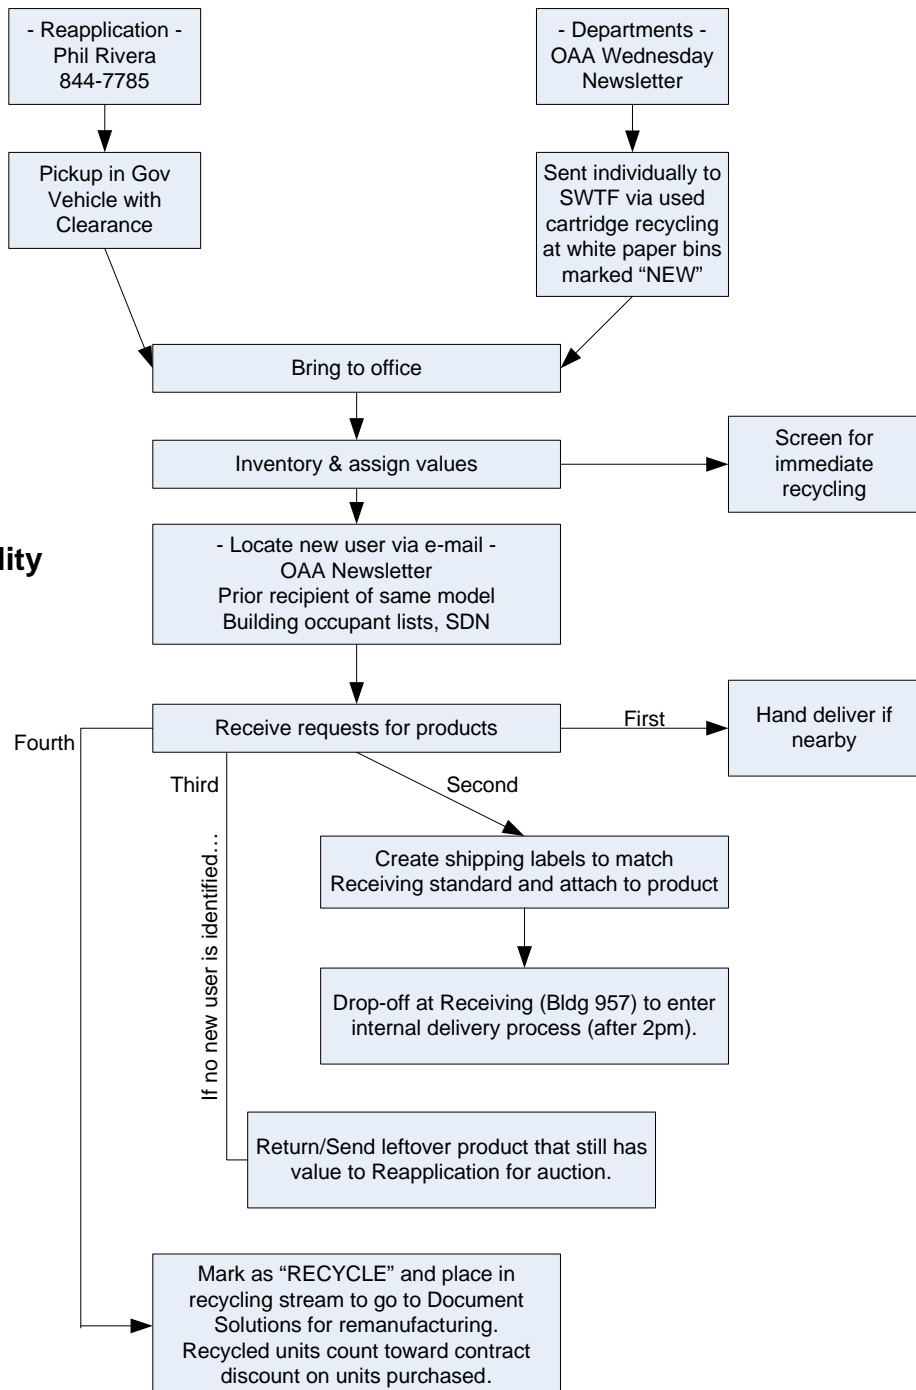 - Reapplication -
Phil Rivera
844-7785
- Departments -
OAA Wednesday
Newsletter
Pickup in Gov
Vehicle with
Clearance
Sent individually to
SWTF via used
cartridge recycling
at white paper bins
marked “NEW”
Bring to office
Inventory & assign values
Screen for
immediate
recycling
- Locate new user via e-mail -
OAA Newsletter
Prior recipient of same model
Building occupant lists, SDN
Receive requests for products
First
Hand deliver if
nearby
Fourth
Third
Second
If no new user is identified…
Create shipping labels to match
Receiving standard and attach to product
Drop-off at Receiving (Bldg 957) to enter
internal delivery process (after 2pm).
Return/Send leftover product that still has
value to Reapplication for auction.
Mark as “RECYCLE” and place in
recycling stream to go to Document
Solutions for remanufacturing.
Recycled units count toward contract
discount on units purchased.